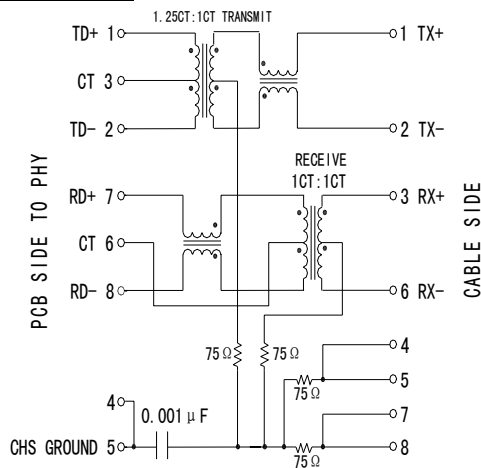 1.25CT:1CT TRANSMIT
TD+ 1
1 TX+
CT 3
TD- 2
2 TX-
RECEIVE
1CT:1CT
RD+ 7
3 RX+
CT 6
RD- 8
6 RX-
PCB SIDE TO PHY
CABLE SIDE
75Ω
75Ω
4
5
75Ω
4
0.001μF
7
CHS GROUND 5
8
75Ω